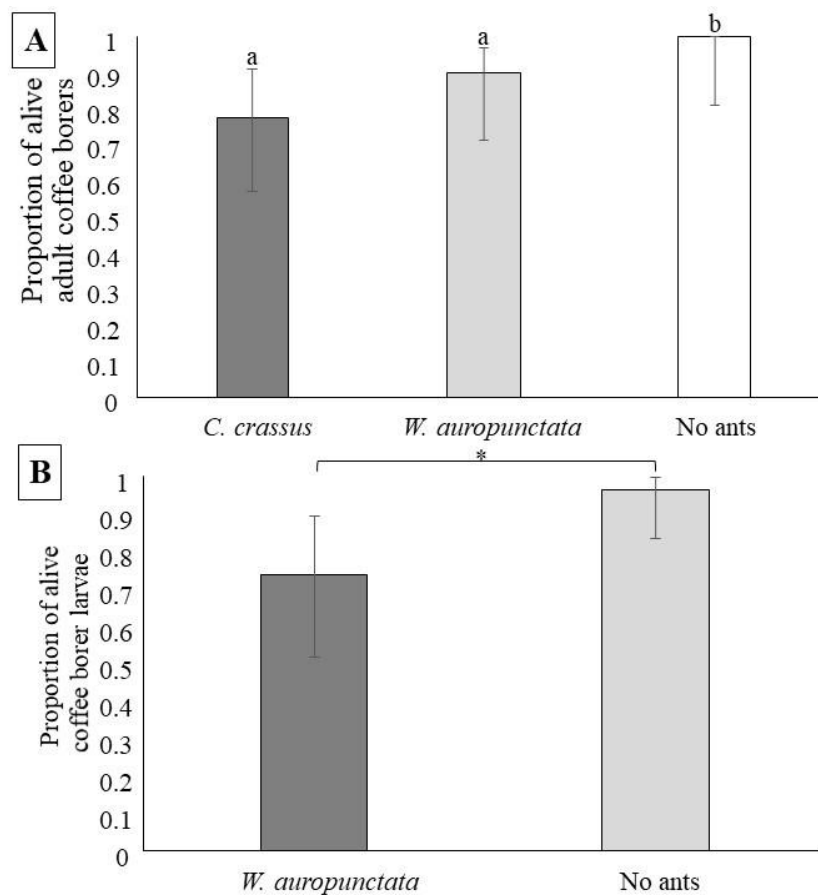 A
Proportion of alive
adult coffee borers
1
0.9
0.8
0.7
0.6
0.5
0.4
0.3
0.2
0.1
0
a
a
b
C. crassus
W. auropunctata
No ants
B
Proportion of alive
coffee borer larvae
1
0.9
0.8
0.7
0.6
0.5
0.4
0.3
0.2
0.1
0
*
W. auropunctata
No ants